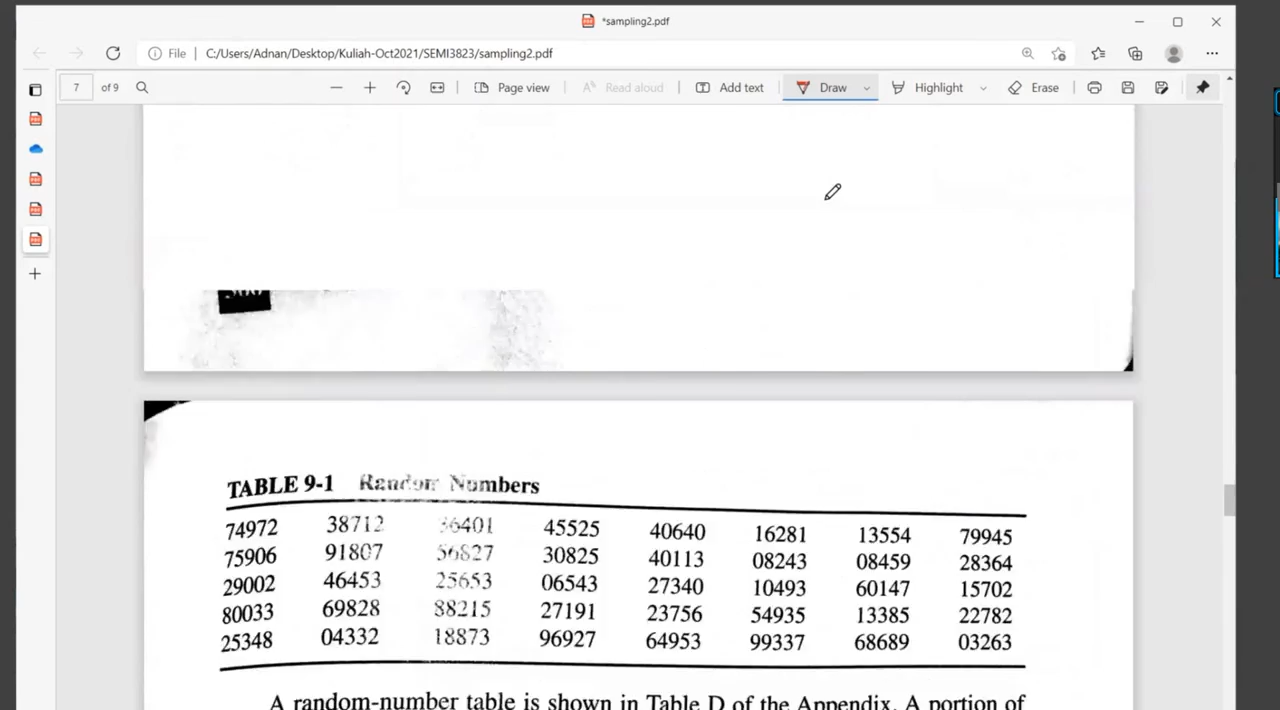 *sampling2.pdf
File C:/Users/Adnan/Desktop/Kuliah-Oct2021/SEMI3823/sampling2.pdf
7 of 9 Page view Read aloud Add text Draw Highlight Erase
TABLE 9-1 Random Numbers
74972 38712 36401 45525 40640 16281 13554 79945
75906 91807 56827 30825 40113 08243 08459 28364
29002 46453 25653 06543 27340 10493 60147 15702
80033 69828 88215 27191 23756 54935 13385 22782
25348 04332 18873 96927 64953 99337 68689 03263
A random-number table is shown in Table D of the Appendix. A portion of